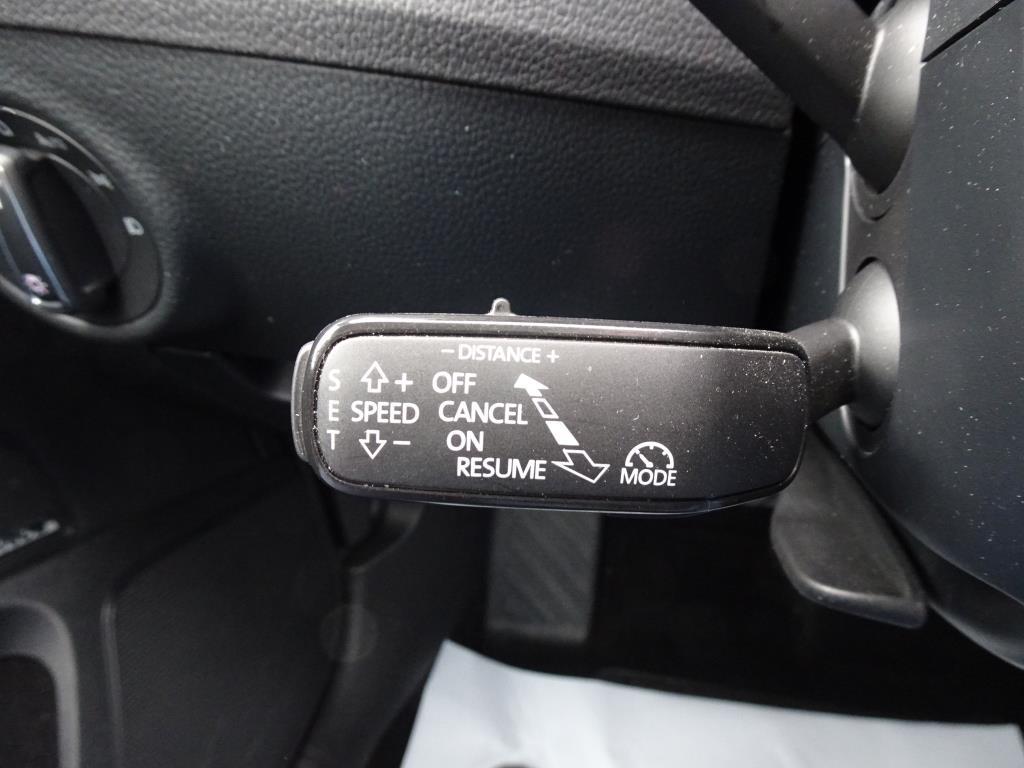 − DISTANCE +
S + OFF
E SPEED CANCEL
T − ON
RESUME
MODE